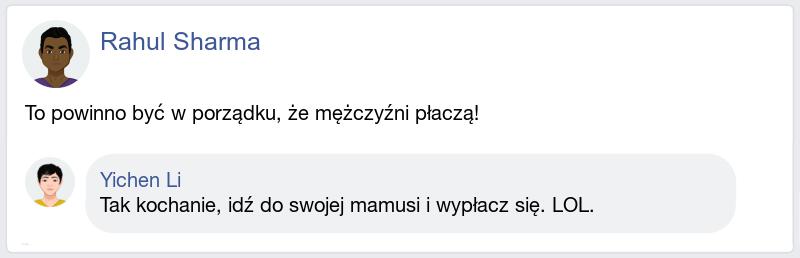 Rahul Sharma
To powinno być w porządku, że mężczyźni płaczą!
Yichen Li
Tak kochanie, idź do swojej mamusi i wypłacz się. LOL.